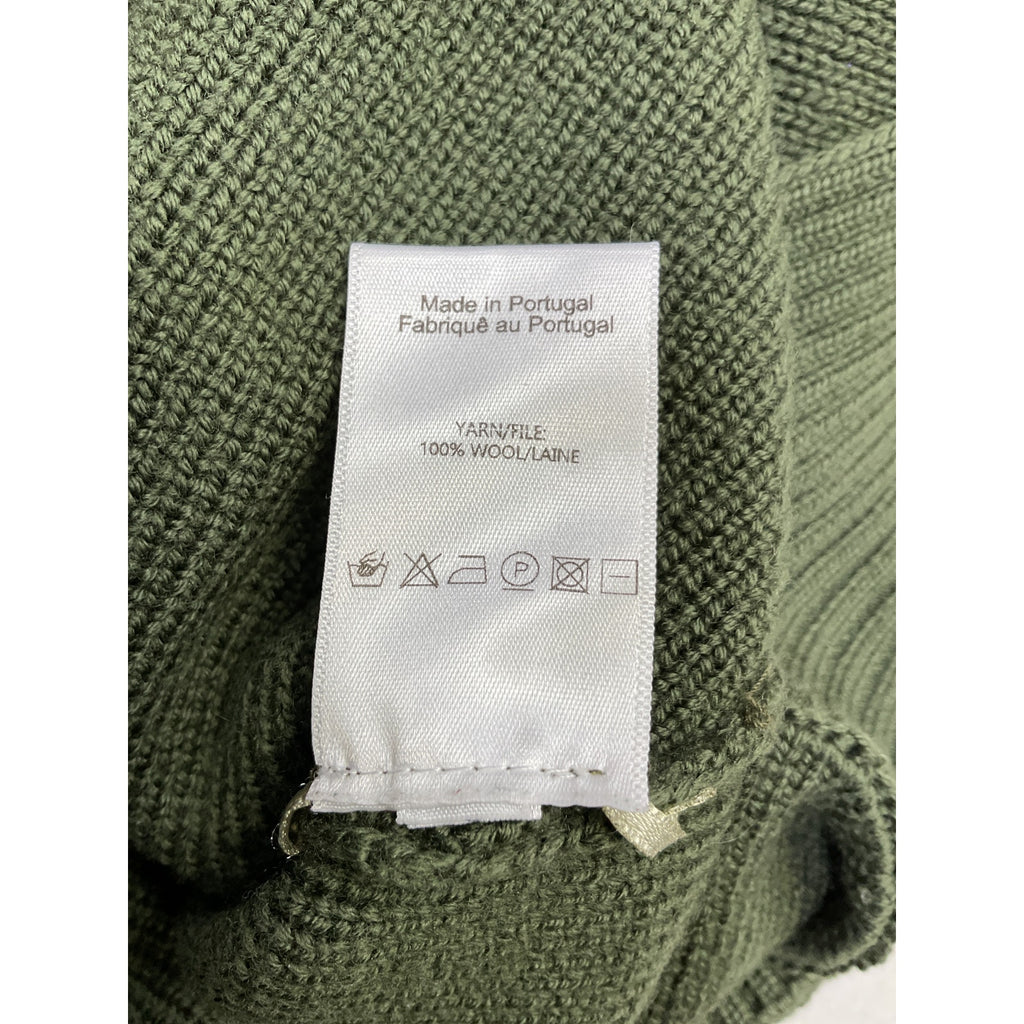 Made in Portugal
Fabriquê au Portugal
YARN/FILE:
100% WOOL/LAINE
P